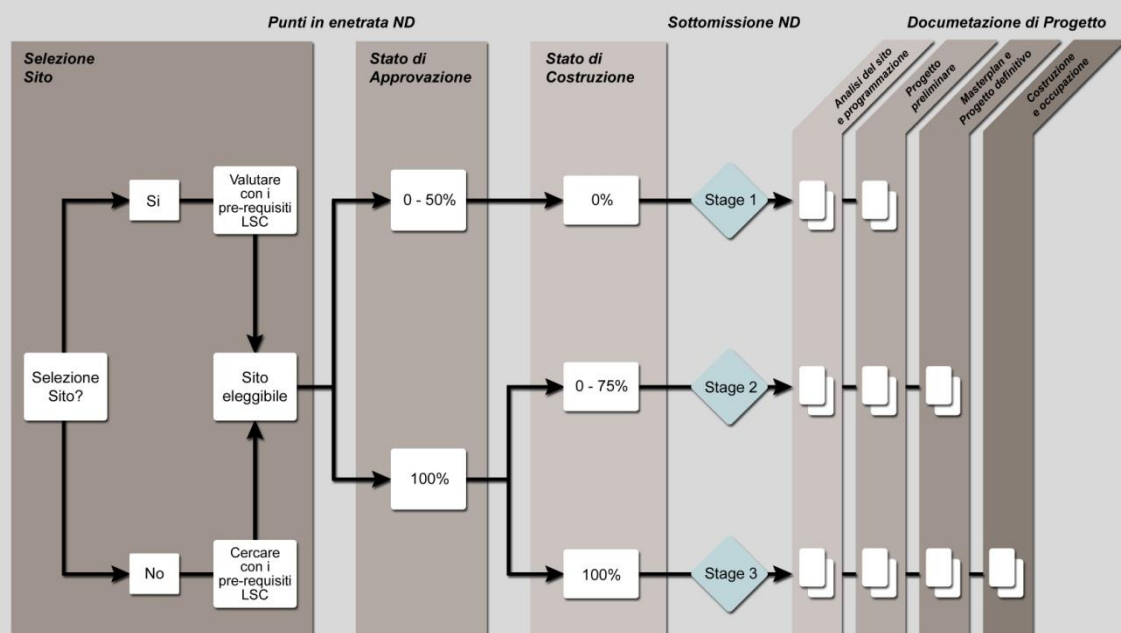 Punti in enetrata ND
Sottomissione ND
Documetazione di Progetto
Selezione
Sito
Stato di
Approvazione
Stato di
Costruzione
Analisi del sito
e programmazione
Progetto
preliminare
Masterplan e
Progetto definitivo
Costruzione
e occupazione
Si
Valutare
con i
pre-requisiti
LSC
0 - 50%
0%
Stage 1
Selezione
Sito?
Sito
eleggibile
0 - 75%
Stage 2
100%
No
Cercare con i
pre-requisiti
LSC
100%
Stage 3